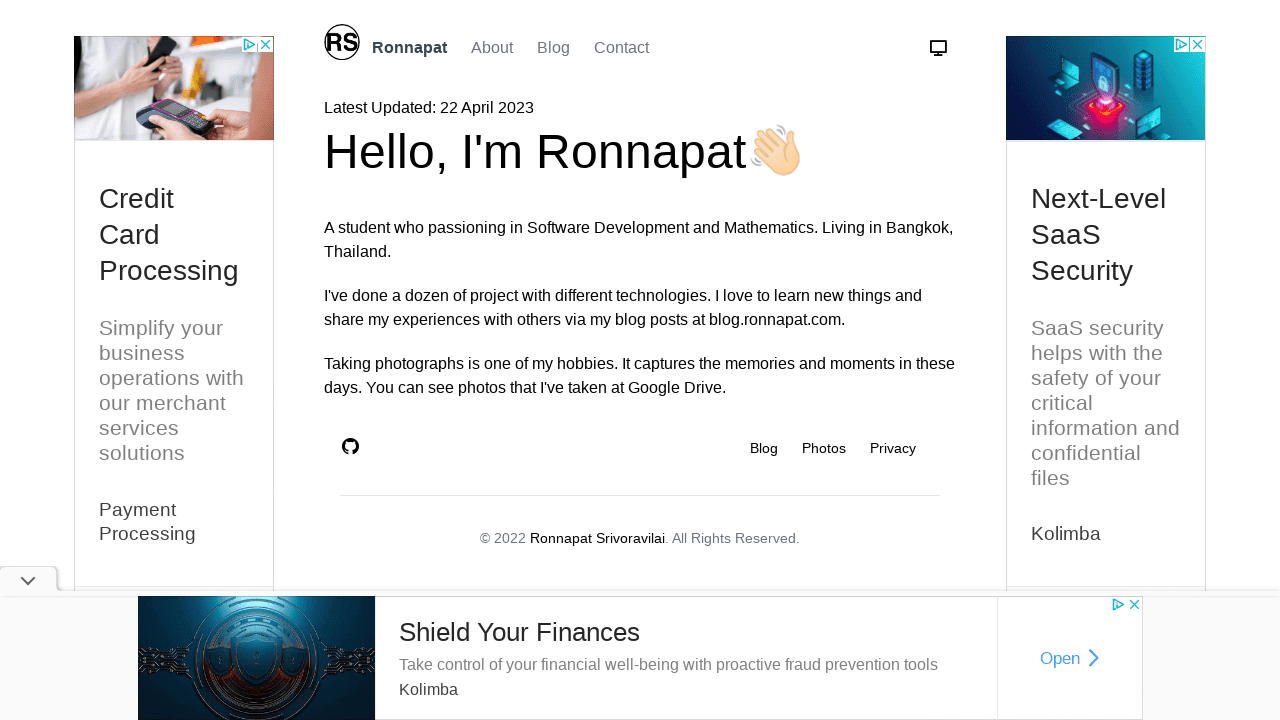 RS
Ronnapat
About
Blog
Contact
Latest Updated: 22 April 2023
Hello, I'm Ronnapat👋🏻
A student who passioning in Software Development and Mathematics. Living in Bangkok,
Thailand.
I've done a dozen of project with different technologies. I love to learn new things and
share my experiences with others via my blog posts at blog.ronnapat.com.
Taking photographs is one of my hobbies. It captures the memories and moments in these
days. You can see photos that I've taken at Google Drive.
Blog
Photos
Privacy
© 2022 Ronnapat Srivoravilai. All Rights Reserved.
Credit
Card
Processing
Simplify your
business
operations with
our merchant
services
solutions
Payment
Processing
Next-Level
SaaS
Security
SaaS security
helps with the
safety of your
critical
information and
confidential
files
Kolimba
Shield Your Finances
Take control of your financial well-being with proactive fraud prevention tools
Kolimba
Open